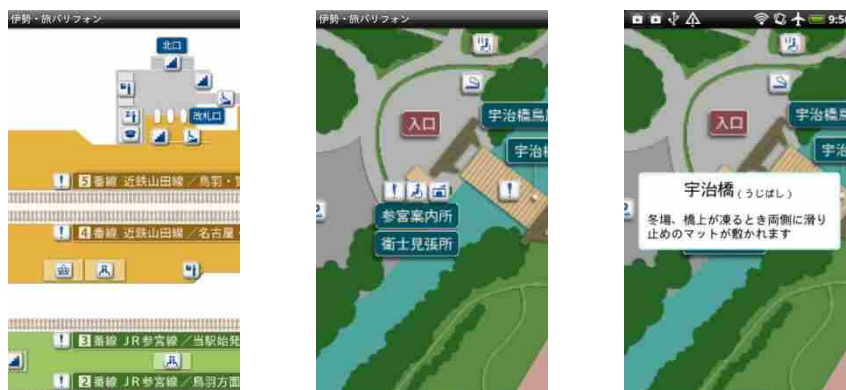 伊勢・旅バリフォン
北口
改札口
5番線 近鉄山田線／鳥羽・
4番線 近鉄山田線／名古屋・
3番線 JR参宮線／当駅始発
2番線 JR参宮線／鳥羽方面
伊勢・旅バリフォン
入口
宇治橋鳥
宇治
参宮案内所
衛士見張所
9:56
入口
宇治橋鳥
宇治
宇治橋（うじばし）
冬場、橋上が凍るとき両側に滑り
止めのマットが敷かれます